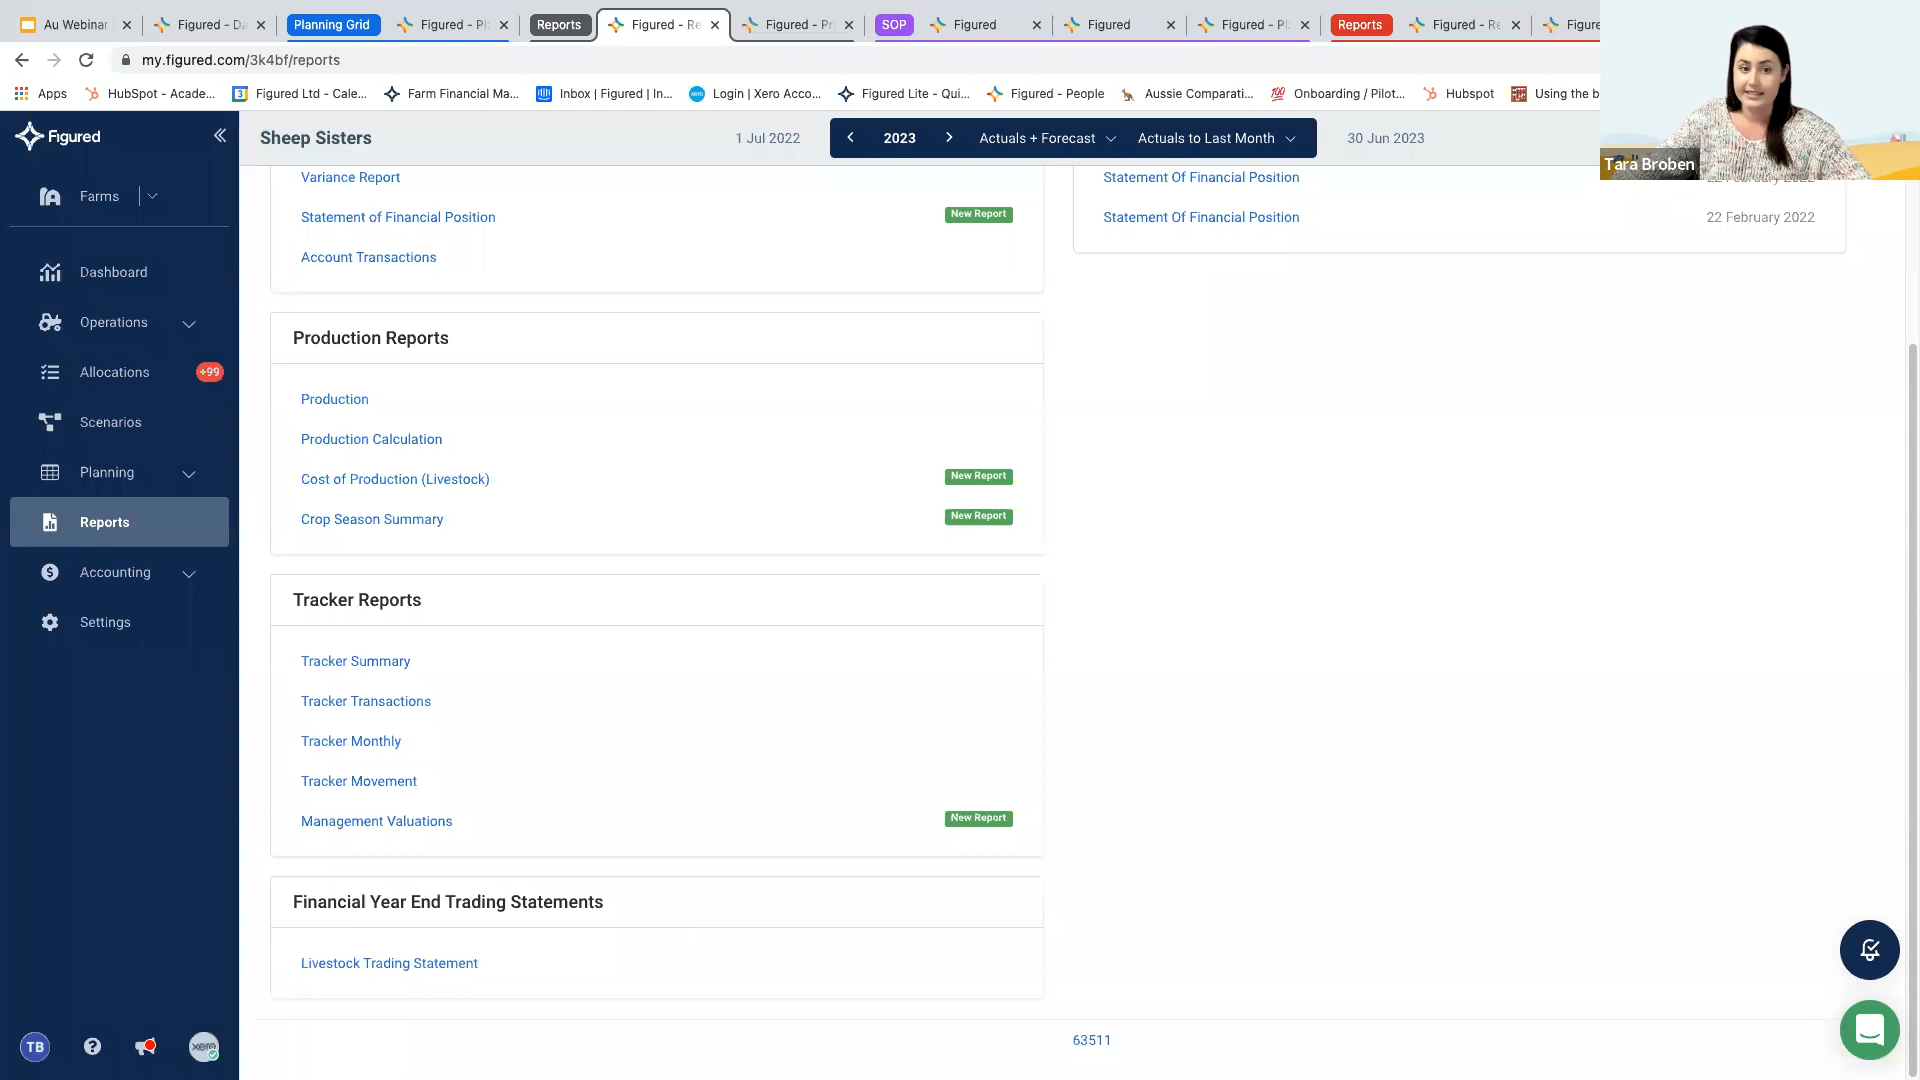 Au Webinar
Figured - Da
Planning Grid
Figured - Pl
Reports
Figured - Re
Figured - Pr
SOP
Figured
Figured
Figured - Pl
Reports
Figured - Re
Figure
my.figured.com/3k4bf/reports
Apps
HubSpot - Acade...
Figured Ltd - Cale...
Farm Financial Ma...
Inbox | Figured | In...
Login | Xero Acco...
Figured Lite - Qui...
Figured - People
Aussie Comparati...
Onboarding / Pilot...
Hubspot
Using the b
Figured
Sheep Sisters
1 Jul 2022
2023
Actuals + Forecast
Actuals to Last Month
30 Jun 2023
Tara Broben
Farms
Dashboard
Operations
Allocations
+99
Scenarios
Planning
Reports
Accounting
Settings
TB
xero
Variance Report
Statement of Financial Position
New Report
Account Transactions
Statement Of Financial Position
22 February 2022
Statement Of Financial Position
22 February 2022
Production Reports
Production
Production Calculation
Cost of Production (Livestock)
New Report
Crop Season Summary
New Report
Tracker Reports
Tracker Summary
Tracker Transactions
Tracker Monthly
Tracker Movement
Management Valuations
New Report
Financial Year End Trading Statements
Livestock Trading Statement
63511